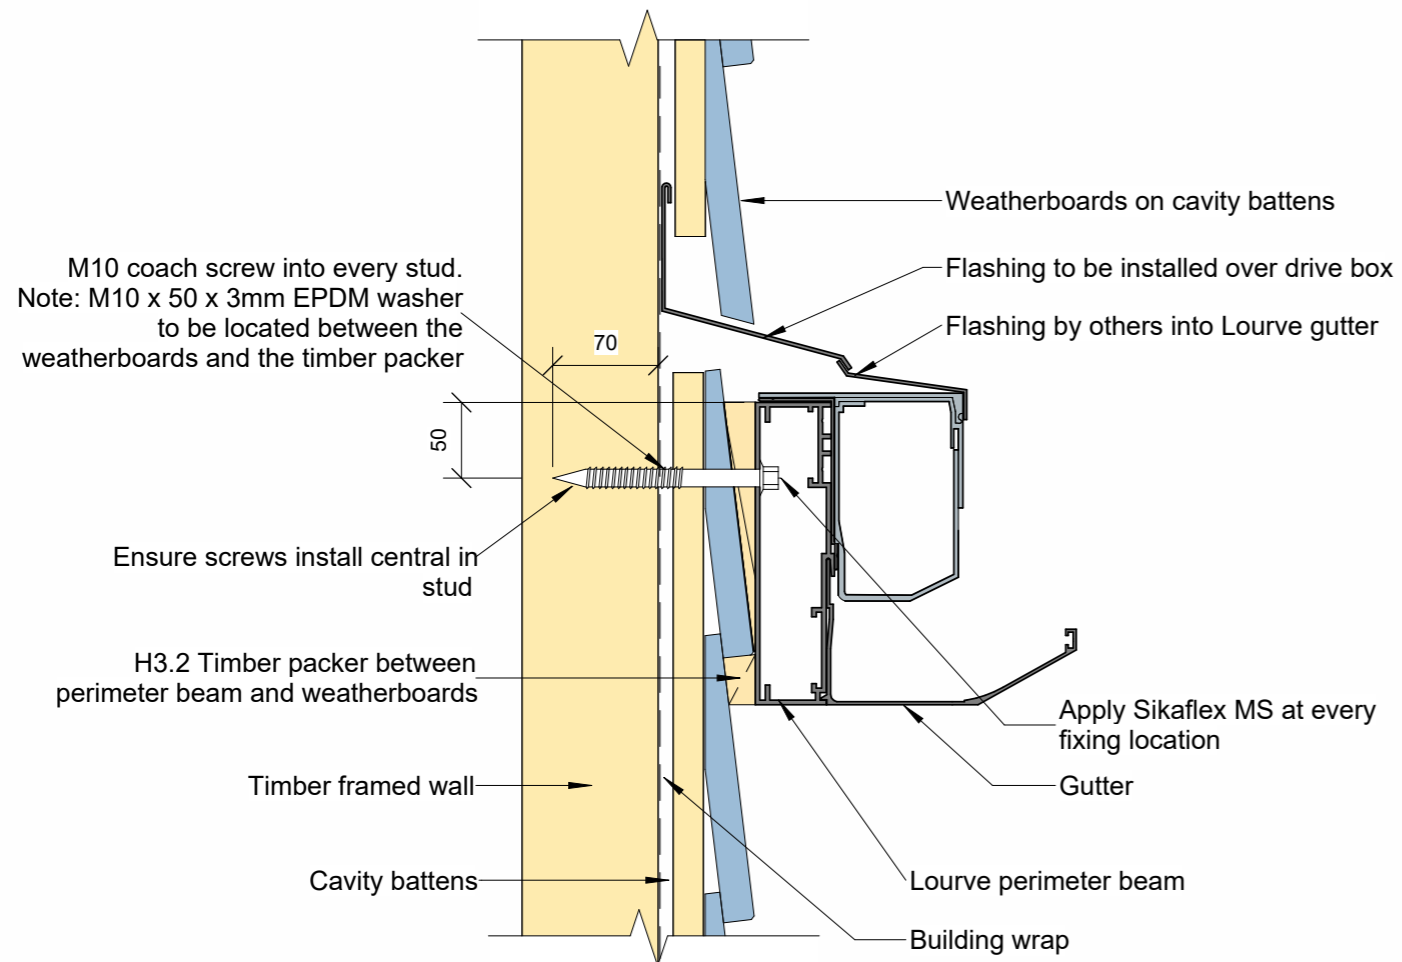 M10 coach screw into every stud.
Note: M10 x 50 x 3mm EPDM washer
to be located between the
weatherboards and the timber packer
70
50
Ensure screws install central in
stud
H3.2 Timber packer between
perimeter beam and weatherboards
Timber framed wall
Cavity battens
Weatherboards on cavity battens
Flashing to be installed over drive box
Flashing by others into Lourve gutter
Apply Sikaflex MS at every
fixing location
Gutter
Lourve perimeter beam
Building wrap